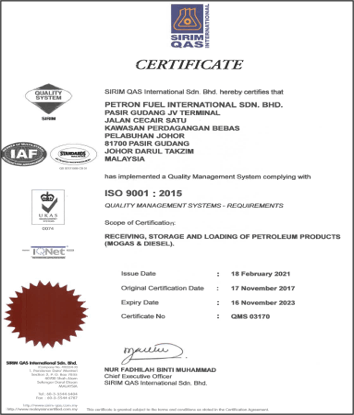 SIRIM
QAS
INTERNATIONAL
CERTIFICATE
SIRIM QAS International Sdn. Bhd. hereby certifies that
PETRON FUEL INTERNATIONAL SDN. BHD.
PASIR GUDANG JV TERMINAL
JALAN CECAIR SATU
KAWASAN PERDAGANGAN BEBAS
PELABUHAN JOHOR
81700 PASIR GUDANG
JOHOR DARUL TAKZIM
MALAYSIA
has implemented a Quality Management System complying with
ISO 9001 : 2015
QUALITY MANAGEMENT SYSTEMS - REQUIREMENTS
Scope of Certification:
RECEIVING, STORAGE AND LOADING OF PETROLEUM PRODUCTS
(MOGAS & DIESEL).
Issue Date : 18 February 2021
Original Certification Date : 17 November 2017
Expiry Date : 16 November 2023
Certificate No : QMS 03170
NUR FADHILAH BINTI MUHAMMAD
Chief Executive Officer
SIRIM QAS International Sdn. Bhd.
QUALITY
SYSTEM
SIRIM
IAF
STANDARDS
UKAS
IQNet
SIRIM QAS International Sdn. Bhd.
MALAYSIA
This certificate is granted subject to the terms and conditions as stated in the Certification Agreement